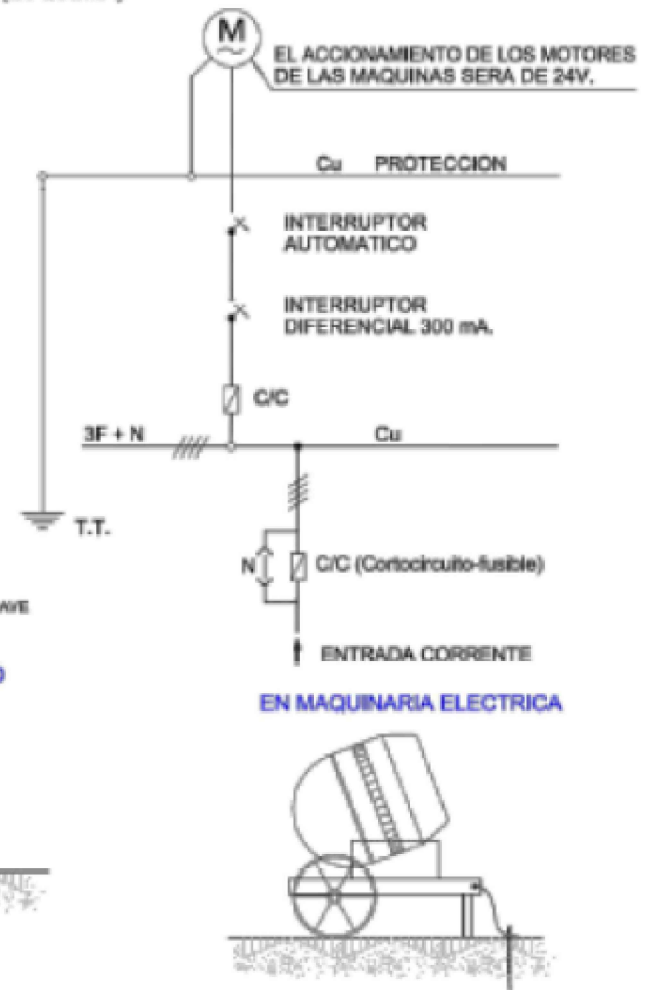 M
EL ACCIONAMIENTO DE LOS MOTORES
DE LAS MAQUINAS SERA DE 24V.
Cu PROTECCION
INTERRUPTOR
AUTOMATICO
INTERRUPTOR
DIFERENCIAL 300 mA.
C/C
3F + N
Cu
T.T.
N
C/C (Cortocircuito-fusible)
ENTRADA CORRENTE
EN MAQUINARIA ELECTRICA